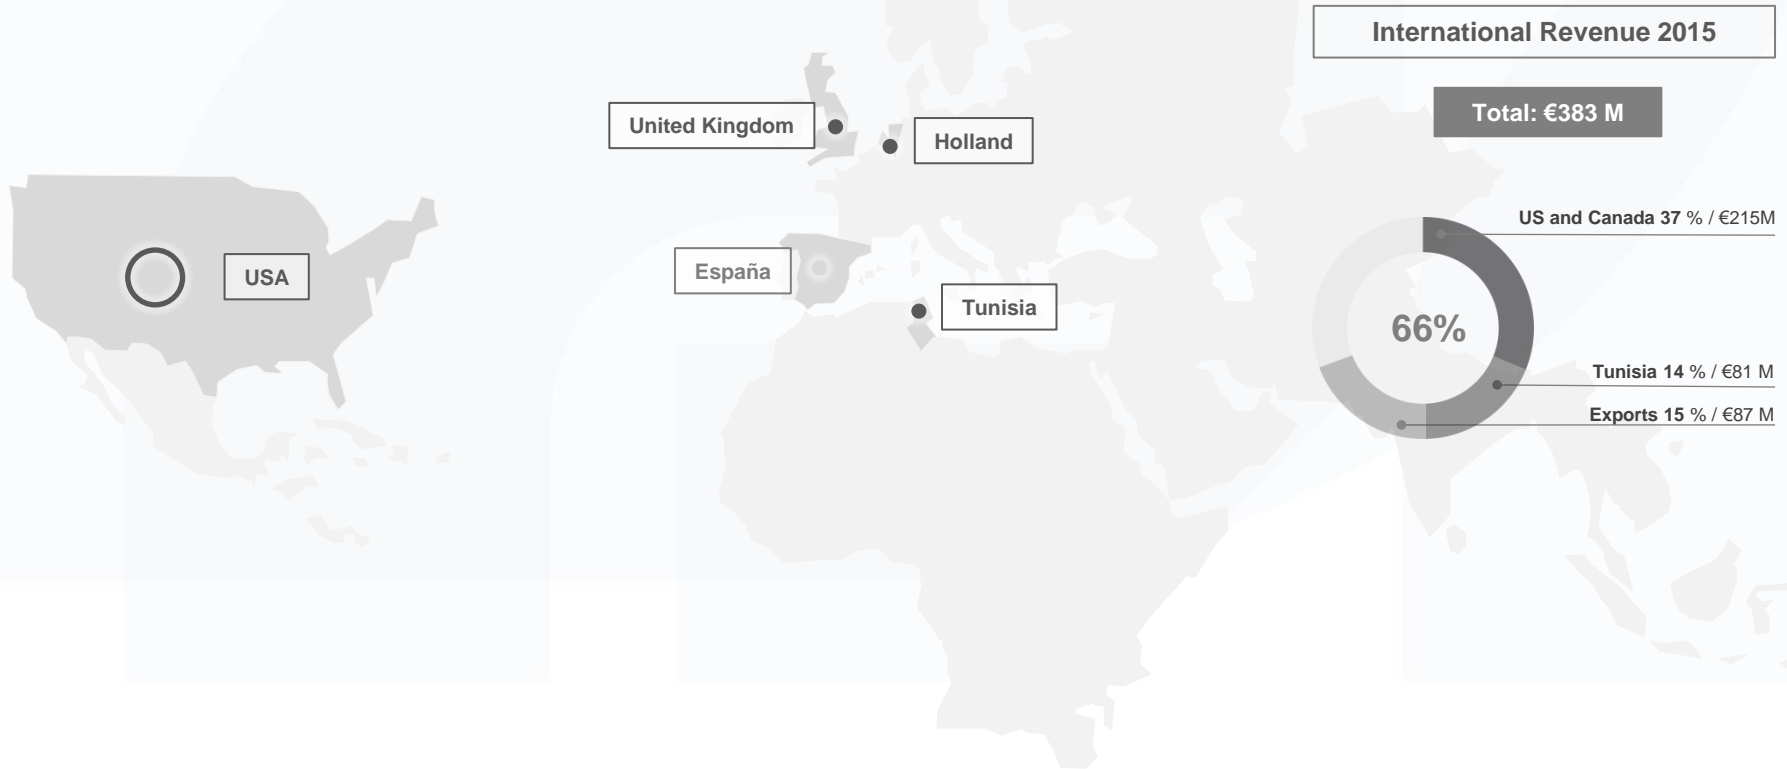 International Revenue 2015
Total: €383 M
United Kingdom
Holland
USA
España
Tunisia
US and Canada 37 % / €215M
66%
Tunisia 14 % / €81 M
Exports 15 % / €87 M